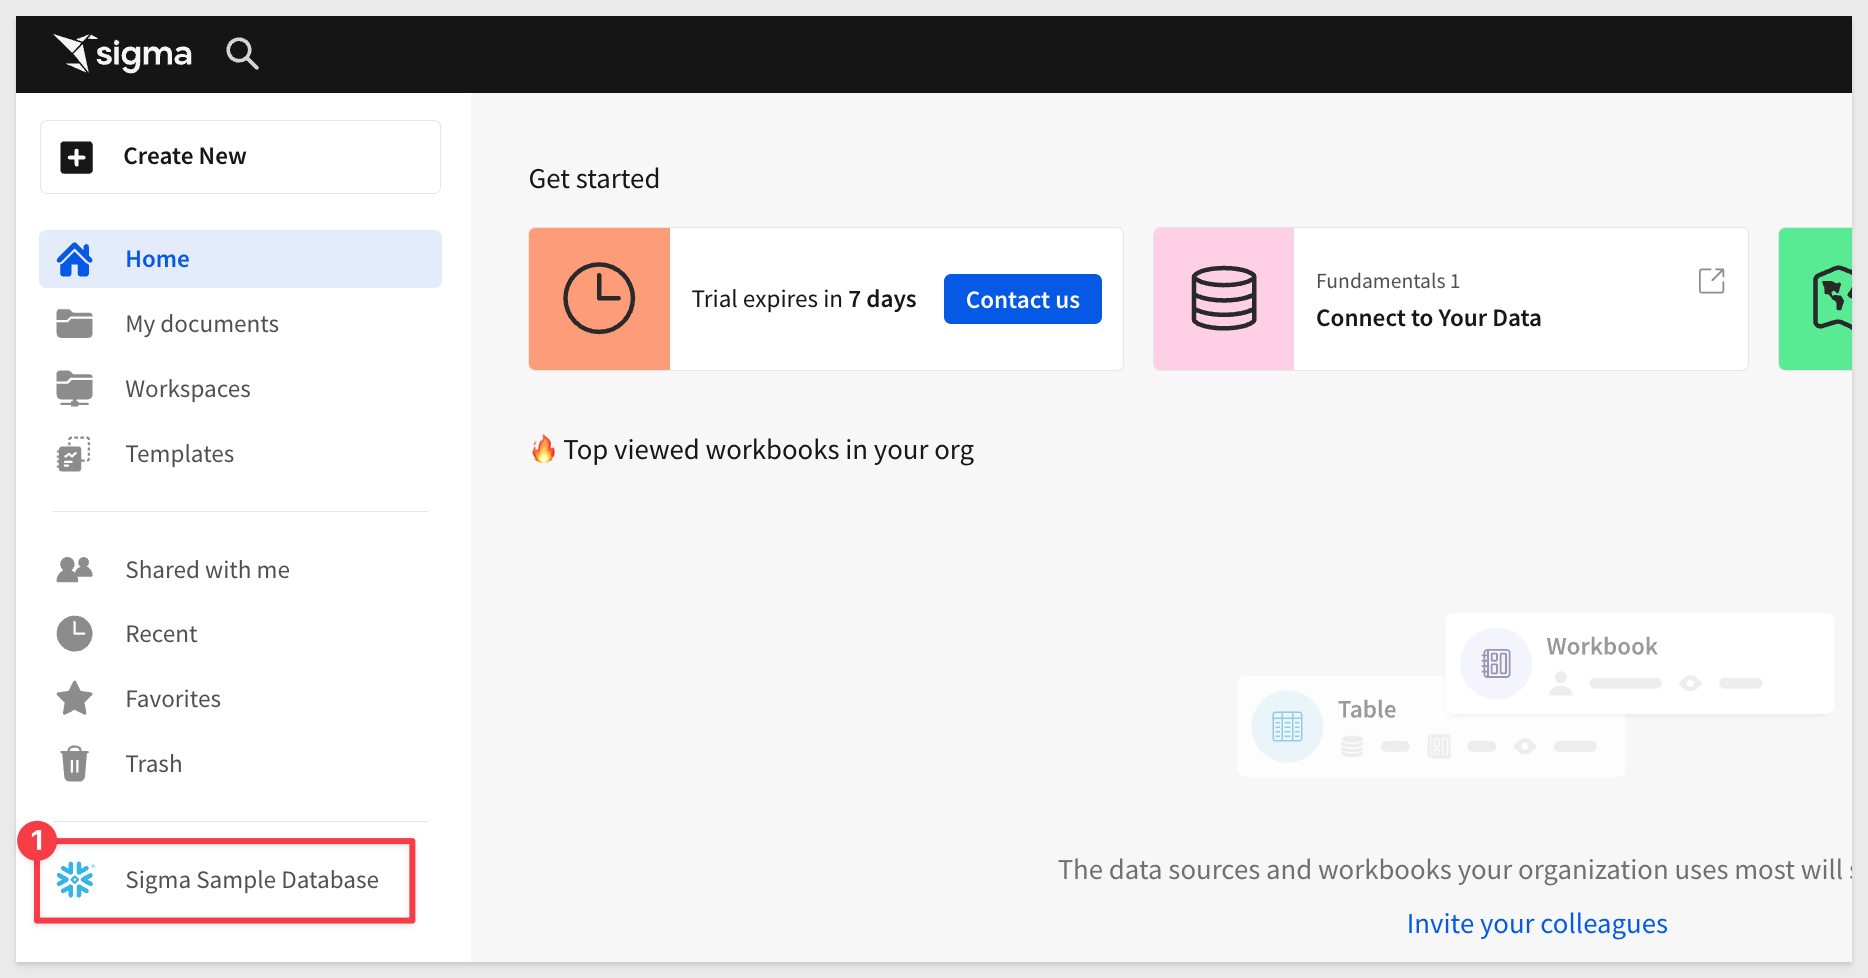 sigma
Create New
Home
My documents
Workspaces
Templates
Shared with me
Recent
Favorites
Trash
1
Sigma Sample Database
Get started
Trial expires in 7 days
Contact us
Fundamentals 1
Connect to Your Data
🔥 Top viewed workbooks in your org
Workbook
Table
The data sources and workbooks your organization uses most will
Invite your colleagues